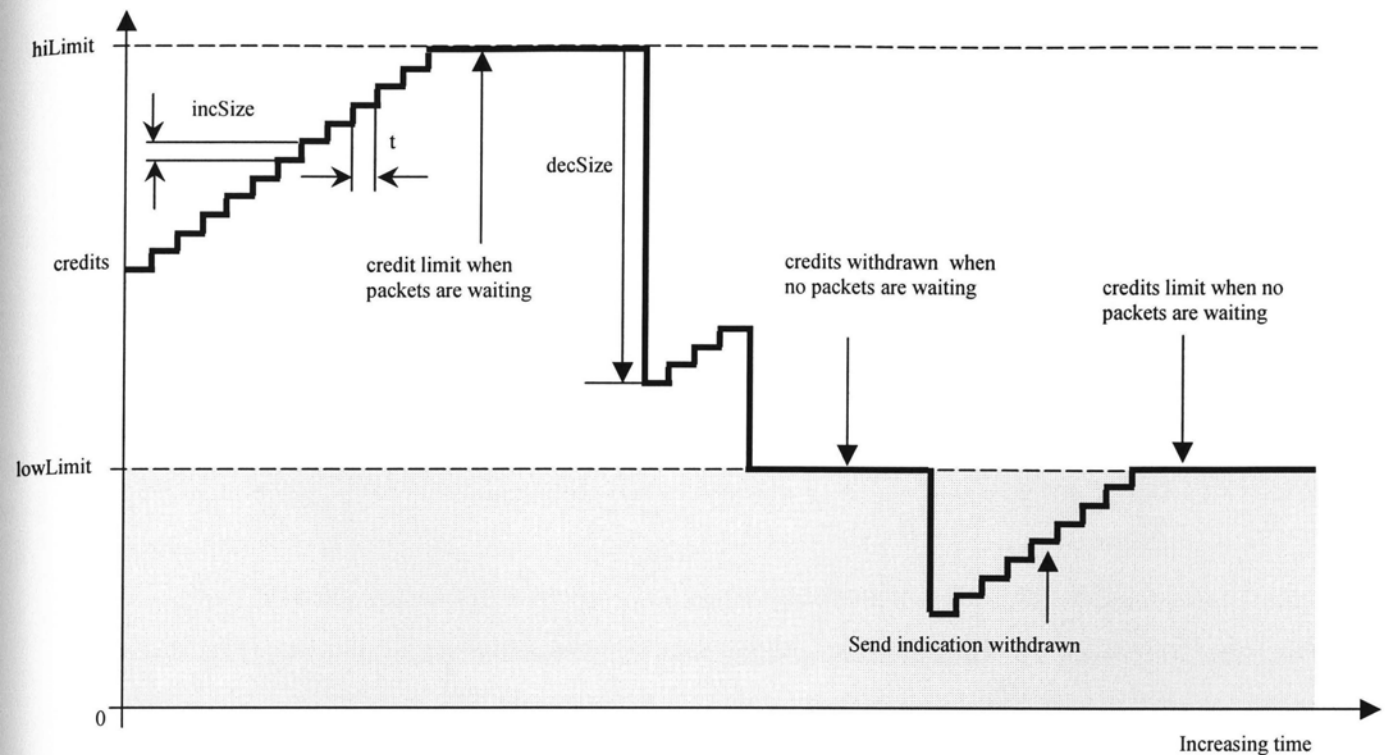 hiLimit
incSize
t
decSize
credits
credit limit when
packets are waiting
credits withdrawn when
no packets are waiting
credits limit when no
packets are waiting
lowLimit
Send indication withdrawn
0
Increasing time